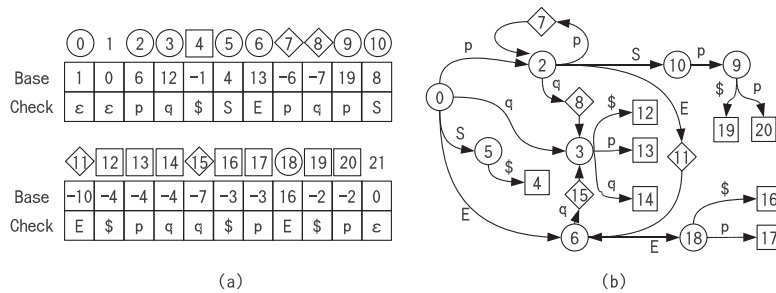 0 1 2 3 4 5 6 7 8 9 10
Base 1 0 6 12 -1 4 13 -6 -7 19 8
Check ε ε p q $ S E p q p S
11 12 13 14 15 16 17 18 19 20 21
Base -10 -4 -4 -4 -7 -3 -3 16 -2 -2 0
Check E $ p q q $ p E $ p ε
(a)
7
p p
2 S 10 p 9
q $ p
0 q 8 E $ 12 19 20
S 3 p 13 11
5 $ 4 q 14
15
E q $ 16
6 E 18 p 17
(b)